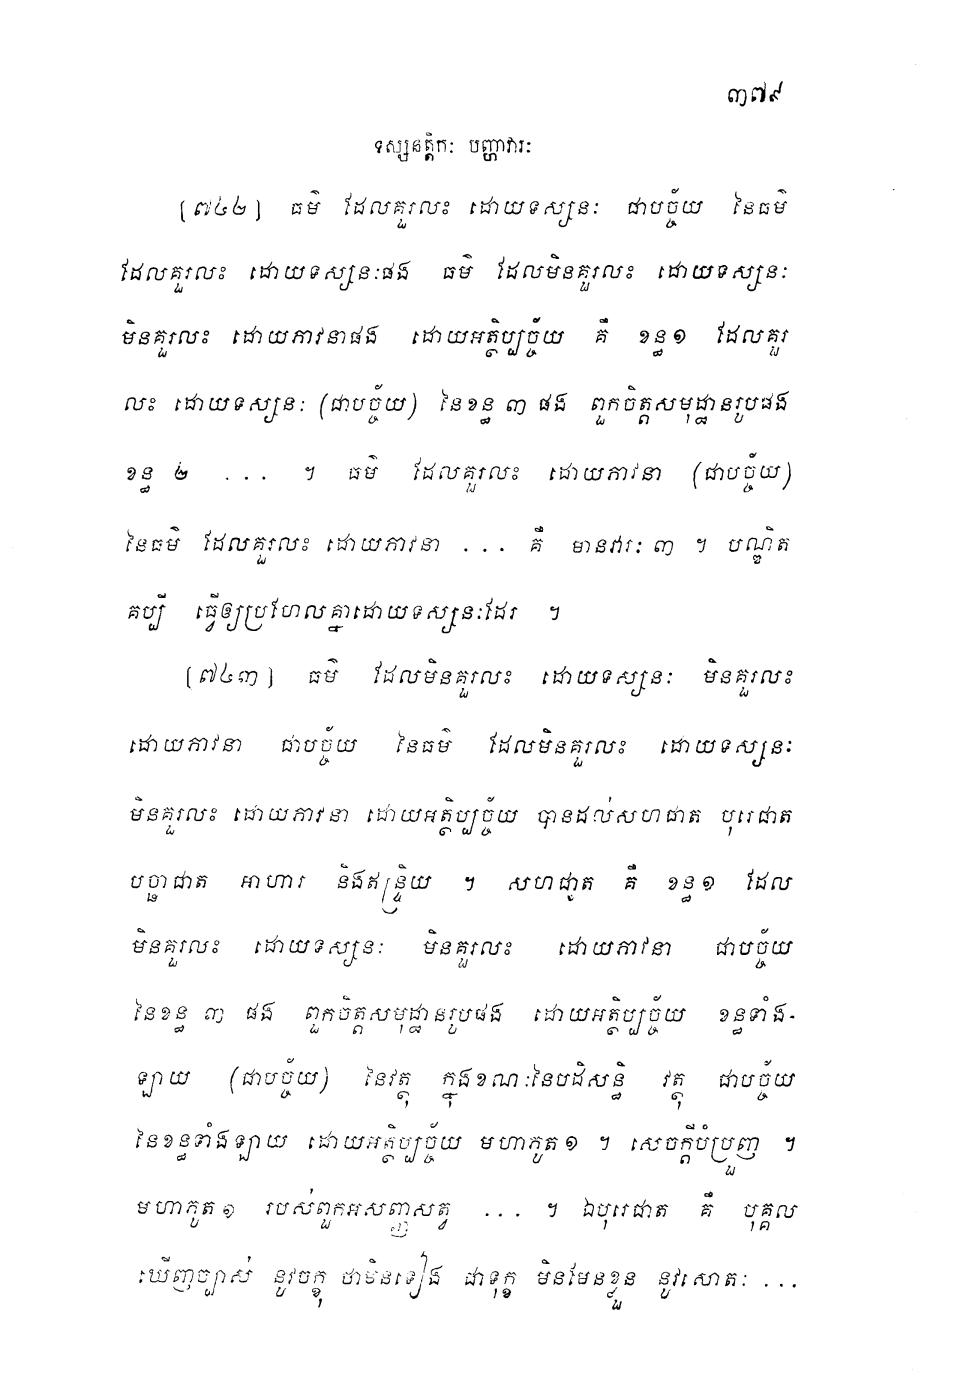 ៣៧៩
ទស្សនត្តិកៈ បញ្ហាវារៈ
[៧៤២] ធម៌ ដែលគួរលះ ដោយទស្សនៈ ជាបច្ច័យ នៃធម៌
ដែលគួរលះ ដោយទស្សនៈផង ធម៌ ដែលមិនគួរលះ ដោយទស្សនៈ
មិនគួរលះ ដោយភាវនាផង ដោយអត្ថិប្បច្ច័យ គឺ ខន្ធ១ ដែលគួរ
លះ ដោយទស្សនៈ (ជាបច្ច័យ) នៃខន្ធ ៣ ផង ពួកចិត្តសមុដ្ឋានរូបផង
ខន្ធ ២ ... ។ ធម៌ ដែលគួរលះ ដោយភាវនា (ជាបច្ច័យ)
នៃធម៌ ដែលគួរលះ ដោយភាវនា ... គឺ មានវារៈ ៣ ។ បណ្ឌិត
គប្បី ធ្វើឲ្យប្រហែលគ្នាដោយទស្សនៈដែរ ។
[៧៤៣] ធម៌ ដែលមិនគួរលះ ដោយទស្សនៈ មិនគួរលះ
ដោយភាវនា ជាបច្ច័យ នៃធម៌ ដែលមិនគួរលះ ដោយទស្សនៈ
មិនគួរលះ ដោយភាវនា ដោយអត្ថិប្បច្ច័យ បានដល់សហជាត បុរេជាត
បច្ឆាជាត អាហារ និងឥន្ទ្រិយ ។ សហជាត គឺ ខន្ធ១ ដែល
មិនគួរលះ ដោយទស្សនៈ មិនគួរលះ ដោយភាវនា ជាបច្ច័យ
នៃខន្ធ ៣ ផង ពួកចិត្តសមុដ្ឋានរូបផង ដោយអត្ថិប្បច្ច័យ ខន្ធទាំង-
ឡាយ (ជាបច្ច័យ) នៃវត្ថុ ក្នុងខណៈនៃបដិសន្ធិ វត្ថុ ជាបច្ច័យ
នៃខន្ធទាំងឡាយ ដោយអត្ថិប្បច្ច័យ មហាភូត១ ។ សេចក្តីបំប្រួញ ។
មហាភូត១ របស់ពួកអសញ្ញសត្វ ... ។ ឯបុរេជាត គឺ បុគ្គល
ឃើញច្បាស់ នូវចក្ខុ ថាមិនទៀង ជាទុក្ខ មិនមែនខ្លួន នូវសោតៈ ...